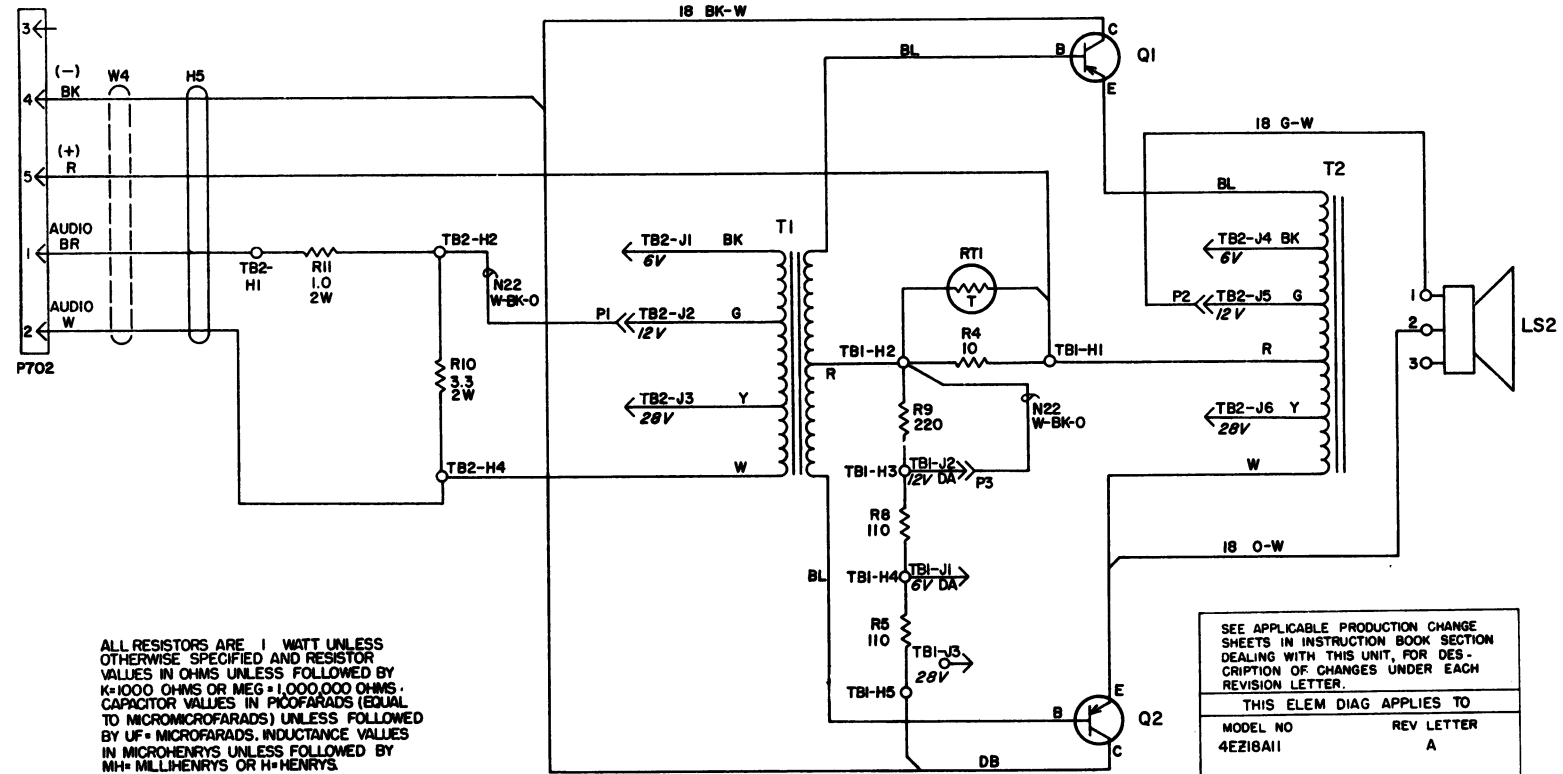 18 BK-W
3
(-)
BK
4
W4
H5
(+)
R
5
AUDIO
BR
1
AUDIO
W
2
P702
TB2-
H1
R11
1.0
2W
TB2-H2
N22
W-BK-O
R10
3.3
2W
TB2-H4
TB2-J1 BK
6V
P1
TB2-J2 G
12V
TB2-J3 Y
28V
W
T1
BL
B
C
E
Q1
RT1
T
TB1-H2
R
R4
10
TB1-H1
R9
220
N22
W-BK-O
TB1-H3
TB1-J2
12V DA
P3
R8
110
BL
TB1-H4
TB1-J1
6V DA
R5
110
TB1-J3
28V
TB1-H5
DB
B
E
C
Q2
18 G-W
T2
BL
TB2-J4 BK
6V
P2
TB2-J5 G
12V
R
TB2-J6 Y
28V
W
18 O-W
1
2
3
LS2
ALL RESISTORS ARE 1 WATT UNLESS
OTHERWISE SPECIFIED AND RESISTOR
VALUES IN OHMS UNLESS FOLLOWED BY
K=1000 OHMS OR MEG = 1,000,000 OHMS.
CAPACITOR VALUES IN PICOFARADS (EQUAL
TO MICROMICROFARADS) UNLESS FOLLOWED
BY UF= MICROFARADS. INDUCTANCE VALUES
IN MICROHENRYS UNLESS FOLLOWED BY
MH= MILLIHENRYS OR H=HENRYS.
SEE APPLICABLE PRODUCTION CHANGE
SHEETS IN INSTRUCTION BOOK SECTION
DEALING WITH THIS UNIT, FOR DES-
CRIPTION OF CHANGES UNDER EACH
REVISION LETTER.
THIS ELEM DIAG APPLIES TO
MODEL NO REV LETTER
4EZ18A11 A